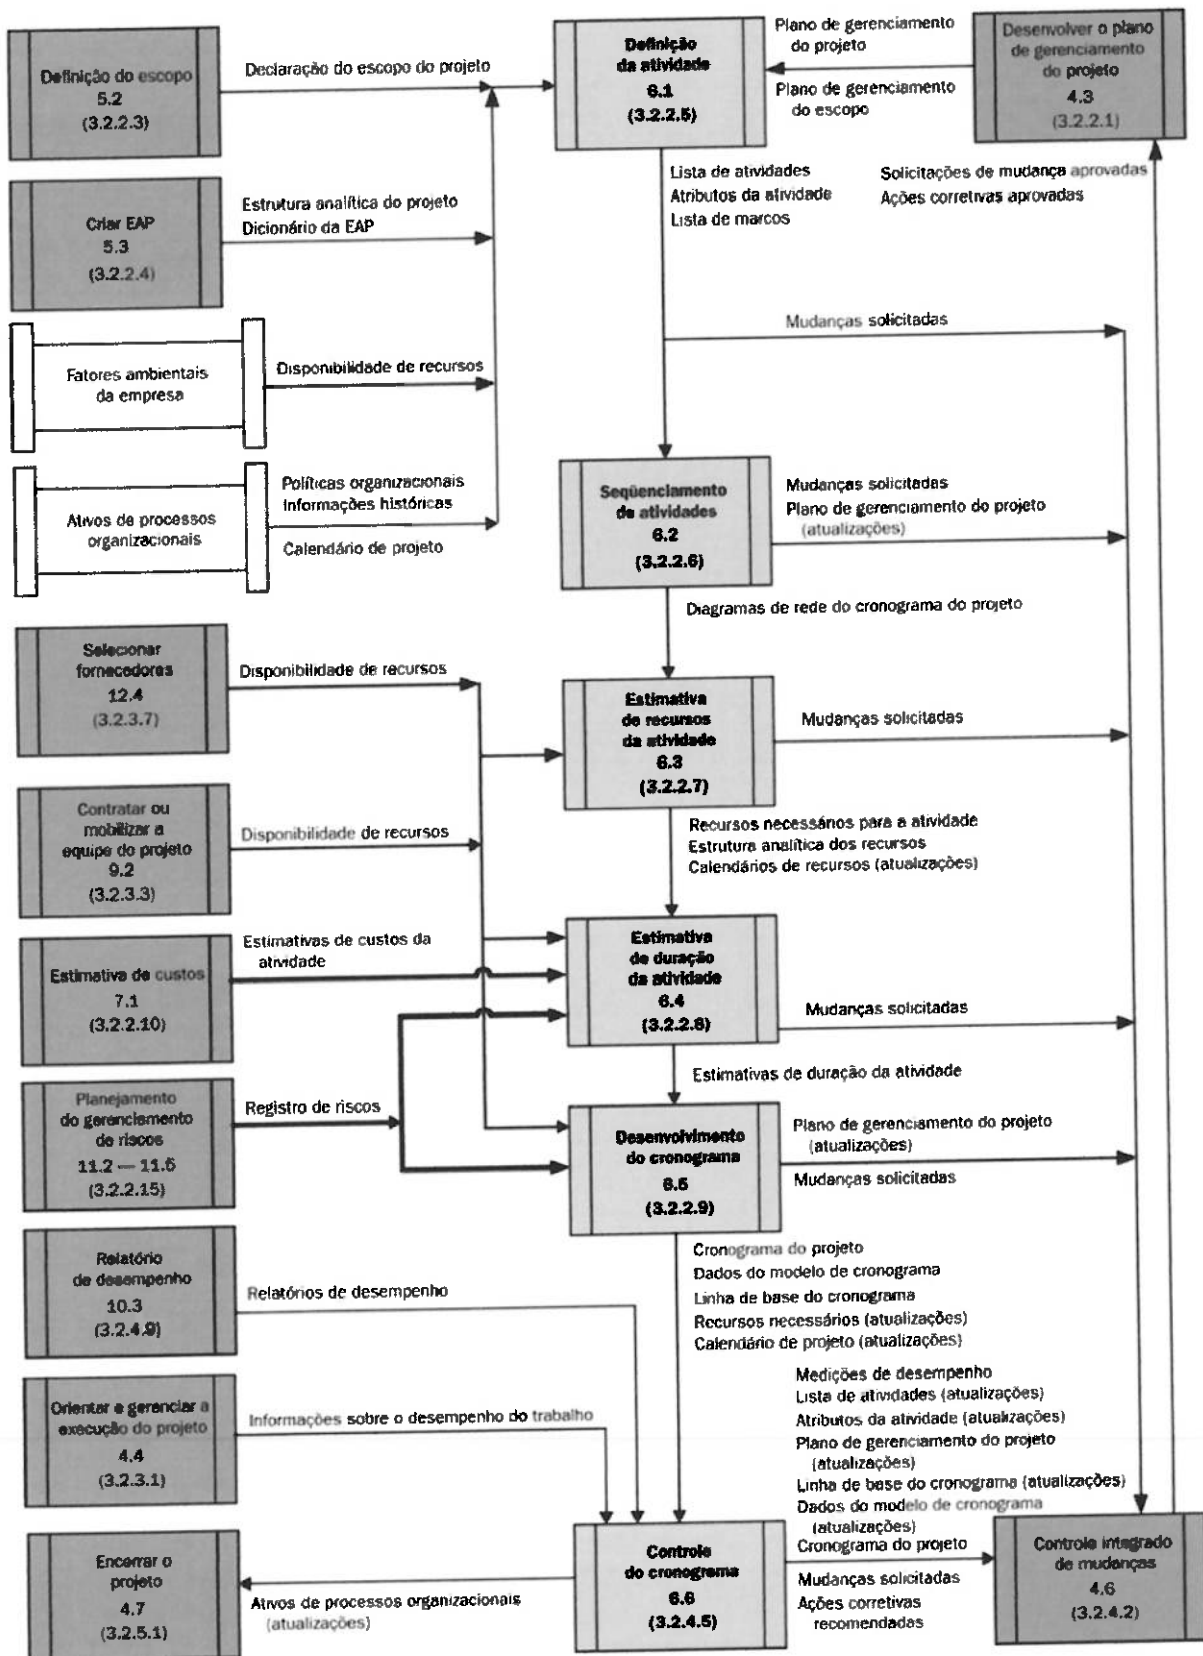 Definição do escopo
5.2
(3.2.2.3)
Declaração do escopo do projeto
Definição
da atividade
6.1
(3.2.2.5)
Plano de gerenciamento
do projeto
Plano de gerenciamento
do escopo
Desenvolver o plano
de gerenciamento
do projeto
4.3
(3.2.2.1)
Criar EAP
5.3
(3.2.2.4)
Estrutura analítica do projeto
Dicionário da EAP
Lista de atividades
Atributos da atividade
Lista de marcos
Solicitações de mudança aprovadas
Ações corretivas aprovadas
Fatores ambientais
da empresa
Disponibilidade de recursos
Mudanças solicitadas
Ativos de processos
organizacionais
Políticas organizacionais
Informações históricas
Calendário de projeto
Seqüenciamento
de atividades
6.2
(3.2.2.6)
Mudanças solicitadas
Plano de gerenciamento do projeto
(atualizações)
Diagramas de rede do cronograma do projeto
Selecionar
fornecedores
12.4
(3.2.3.7)
Disponibilidade de recursos
Estimativa
de recursos
da atividade
6.3
(3.2.2.7)
Mudanças solicitadas
Contratar ou
mobilizar a
equipe do projeto
9.2
(3.2.3.3)
Disponibilidade de recursos
Recursos necessários para a atividade
Estrutura analítica dos recursos
Calendários de recursos (atualizações)
Estimativa de custos
7.1
(3.2.2.10)
Estimativas de custos da
atividade
Estimativa
de duração
da atividade
6.4
(3.2.2.8)
Mudanças solicitadas
Estimativas de duração da atividade
Planejamento
do gerenciamento
de riscos
11.2 — 11.5
(3.2.2.15)
Registro de riscos
Desenvolvimento
do cronograma
6.5
(3.2.2.9)
Plano de gerenciamento do projeto
(atualizações)
Mudanças solicitadas
Relatório
de desempenho
10.3
(3.2.4.9)
Relatórios de desempenho
Cronograma do projeto
Dados do modelo de cronograma
Linha de base do cronograma
Recursos necessários (atualizações)
Calendário de projeto (atualizações)
Orientar e gerenciar a
execução do projeto
4.4
(3.2.3.1)
Informações sobre o desempenho do trabalho
Medições de desempenho
Lista de atividades (atualizações)
Atributos da atividade (atualizações)
Plano de gerenciamento do projeto
(atualizações)
Linha de base do cronograma (atualizações)
Dados do modelo de cronograma
(atualizações)
Cronograma do projeto
Mudanças solicitadas
Ações corretivas
recomendadas
Encerrar o
projeto
4.7
(3.2.5.1)
Ativos de processos organizacionais
(atualizações)
Controle
do cronograma
6.6
(3.2.4.5)
Controle integrado
de mudanças
4.6
(3.2.4.2)